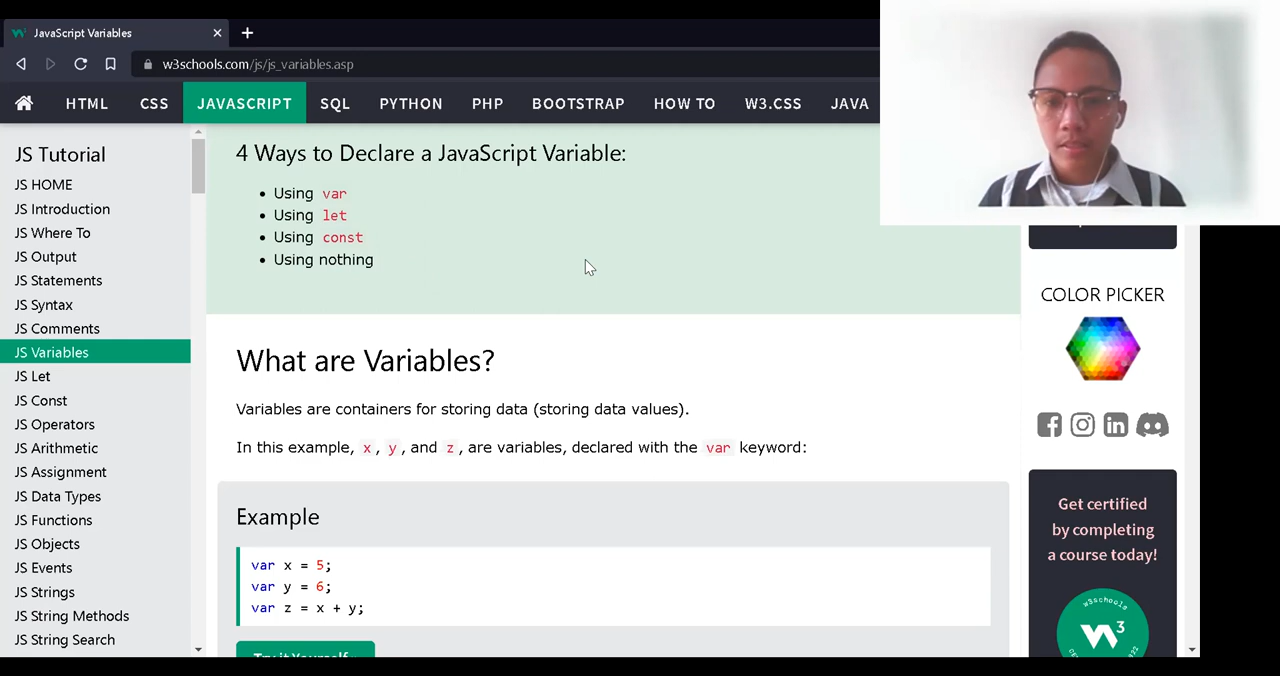 JavaScript Variables
w3schools.com/js/js_variables.asp
HTML CSS JAVASCRIPT SQL PYTHON PHP BOOTSTRAP HOW TO W3.CSS JAVA
JS Tutorial
JS HOME
JS Introduction
JS Where To
JS Output
JS Statements
JS Syntax
JS Comments
JS Variables
JS Let
JS Const
JS Operators
JS Arithmetic
JS Assignment
JS Data Types
JS Functions
JS Objects
JS Events
JS Strings
JS String Methods
JS String Search
4 Ways to Declare a JavaScript Variable:
Using var
Using let
Using const
Using nothing
What are Variables?
Variables are containers for storing data (storing data values).
In this example, x, y, and z, are variables, declared with the var keyword:
Example
var x = 5;
var y = 6;
var z = x + y;
Try it Yourself
COLOR PICKER
Get certified
by completing
a course today!
w3schools
w3